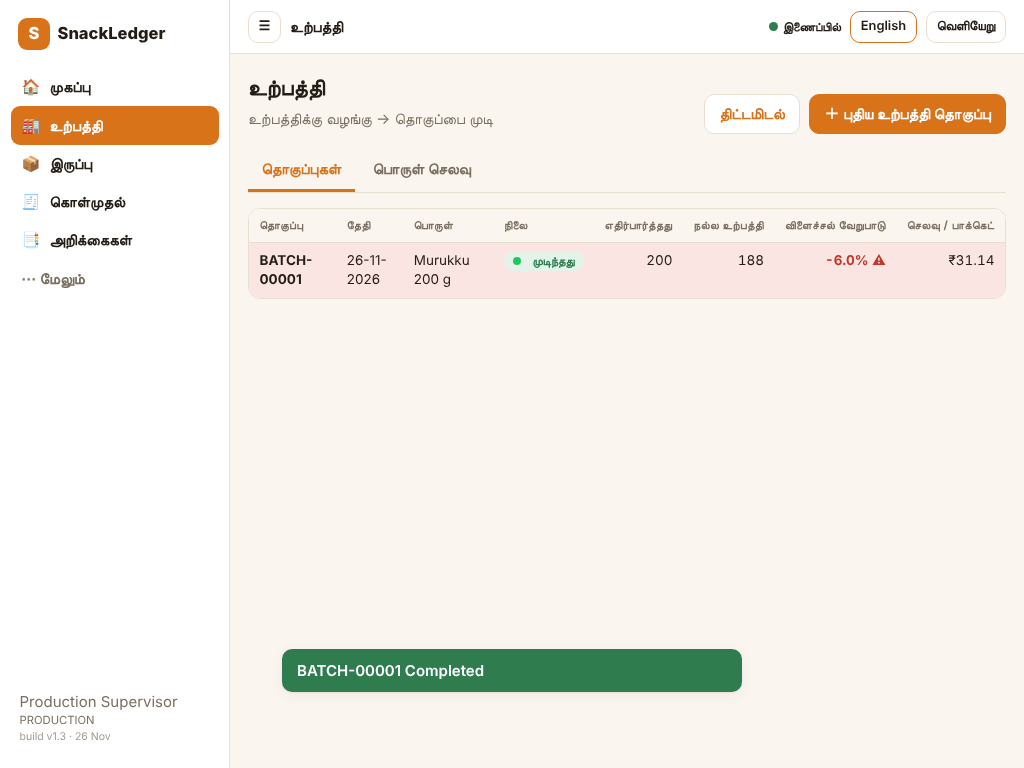 S SnackLedger
முகப்பு
உற்பத்தி
இருப்பு
கொள்முதல்
அறிக்கைகள்
··· மேலும்
Production Supervisor
PRODUCTION
build v1.3 · 26 Nov
☰ உற்பத்தி
இணைப்பில் English வெளியேறு
உற்பத்தி
உற்பத்திக்கு வழங்கு → தொகுப்பை முடி
திட்டமிடல் + புதிய உற்பத்தி தொகுப்பு
தொகுப்புகள் பொருள் செலவு
தொகுப்பு தேதி பொருள் நிலை எதிர்பார்த்தது நல்ல உற்பத்தி விளைச்சல் வேறுபாடு செலவு / பாக்கெட்
BATCH- 26-11- Murukku முடிந்தது 200 188 -6.0% ⚠ ₹31.14
00001 2026 200 g
BATCH-00001 Completed